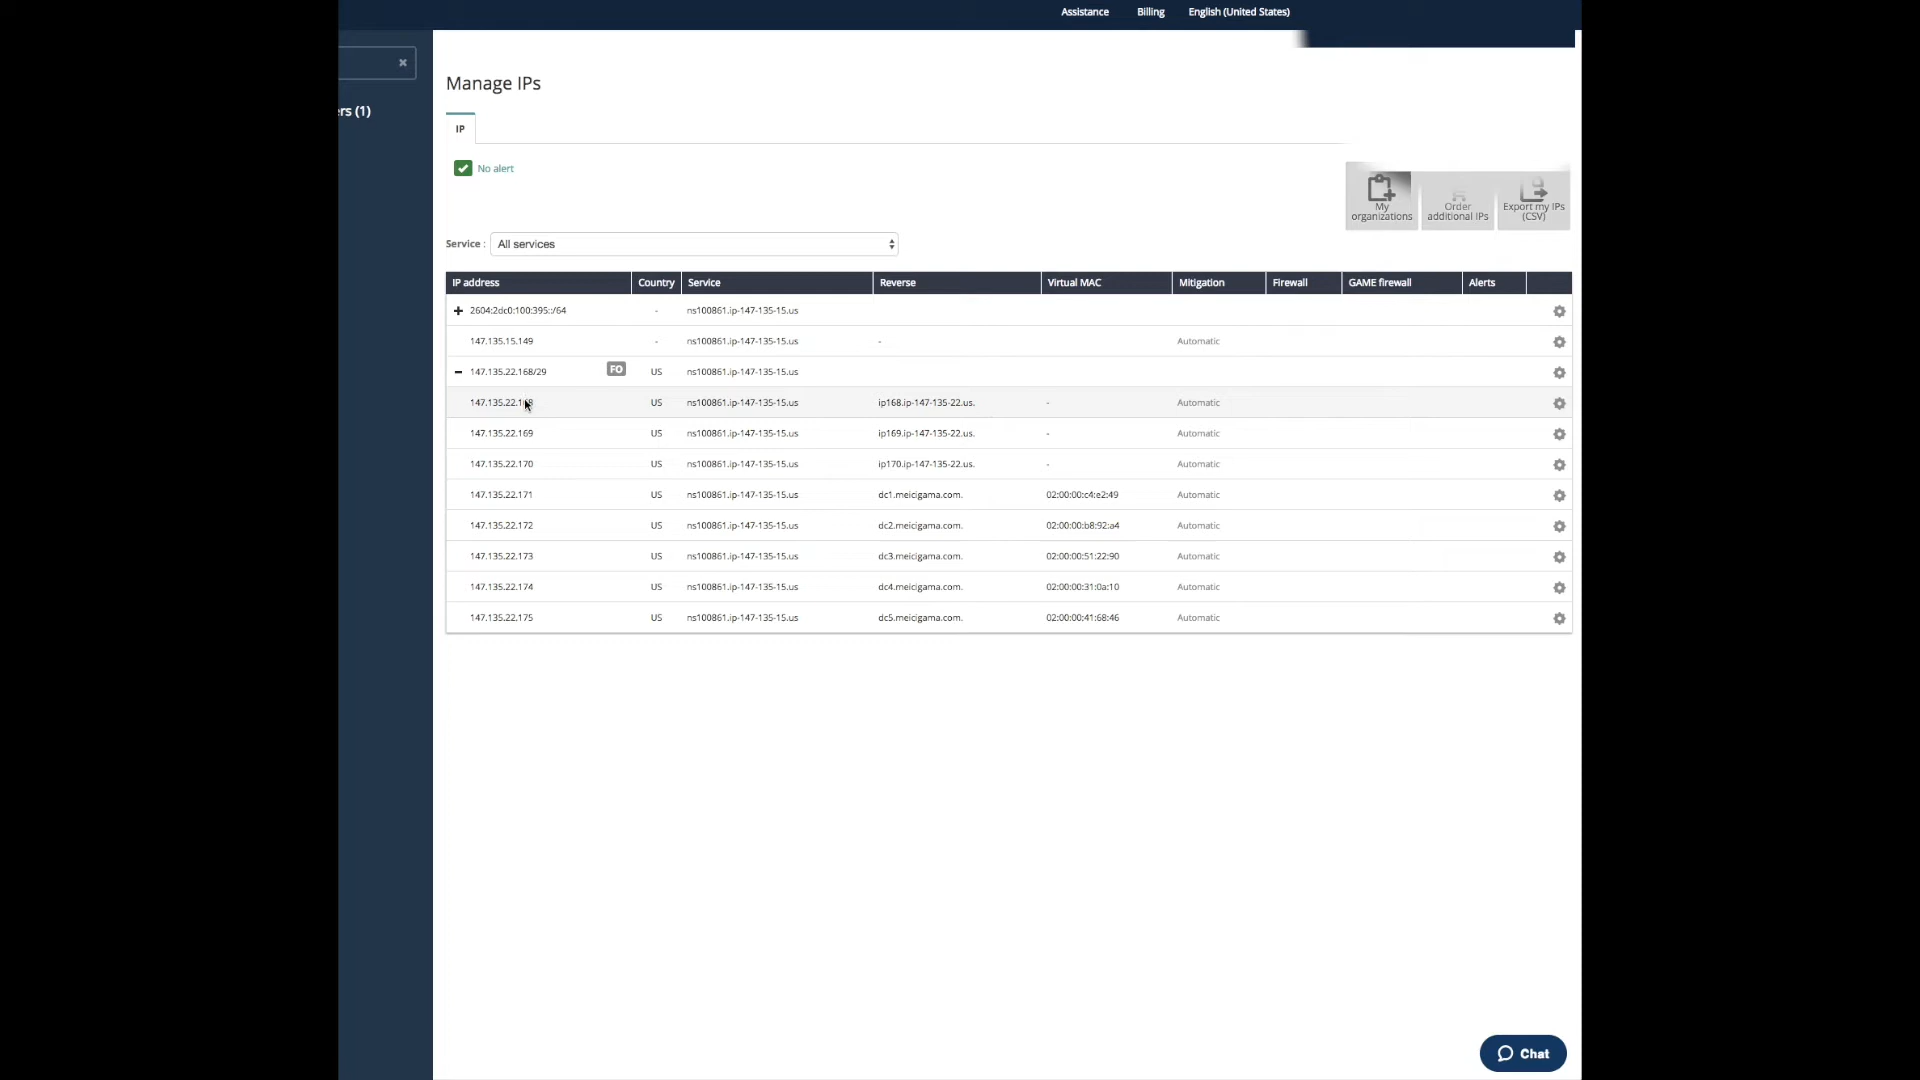 Assistance Billing English (United States)
ers (1)
Manage IPs
IP
No alert
My organizations
Order additional IPs
Export my IPs (CSV)
Service : All services
IP address Country Service Reverse Virtual MAC Mitigation Firewall GAME firewall Alerts
2604:2dc0:100:395::/64 - ns100861.ip-147-135-15.us
147.135.15.149 - ns100861.ip-147-135-15.us - Automatic
147.135.22.168/29 FO US ns100861.ip-147-135-15.us
147.135.22.168 US ns100861.ip-147-135-15.us ip168.ip-147-135-22.us. - Automatic
147.135.22.169 US ns100861.ip-147-135-15.us ip169.ip-147-135-22.us. - Automatic
147.135.22.170 US ns100861.ip-147-135-15.us ip170.ip-147-135-22.us. - Automatic
147.135.22.171 US ns100861.ip-147-135-15.us dc1.meicigama.com. 02:00:00:c4:e2:49 Automatic
147.135.22.172 US ns100861.ip-147-135-15.us dc2.meicigama.com. 02:00:00:b8:92:a4 Automatic
147.135.22.173 US ns100861.ip-147-135-15.us dc3.meicigama.com. 02:00:00:51:22:90 Automatic
147.135.22.174 US ns100861.ip-147-135-15.us dc4.meicigama.com. 02:00:00:31:0a:10 Automatic
147.135.22.175 US ns100861.ip-147-135-15.us dc5.meicigama.com. 02:00:00:41:68:46 Automatic
Chat